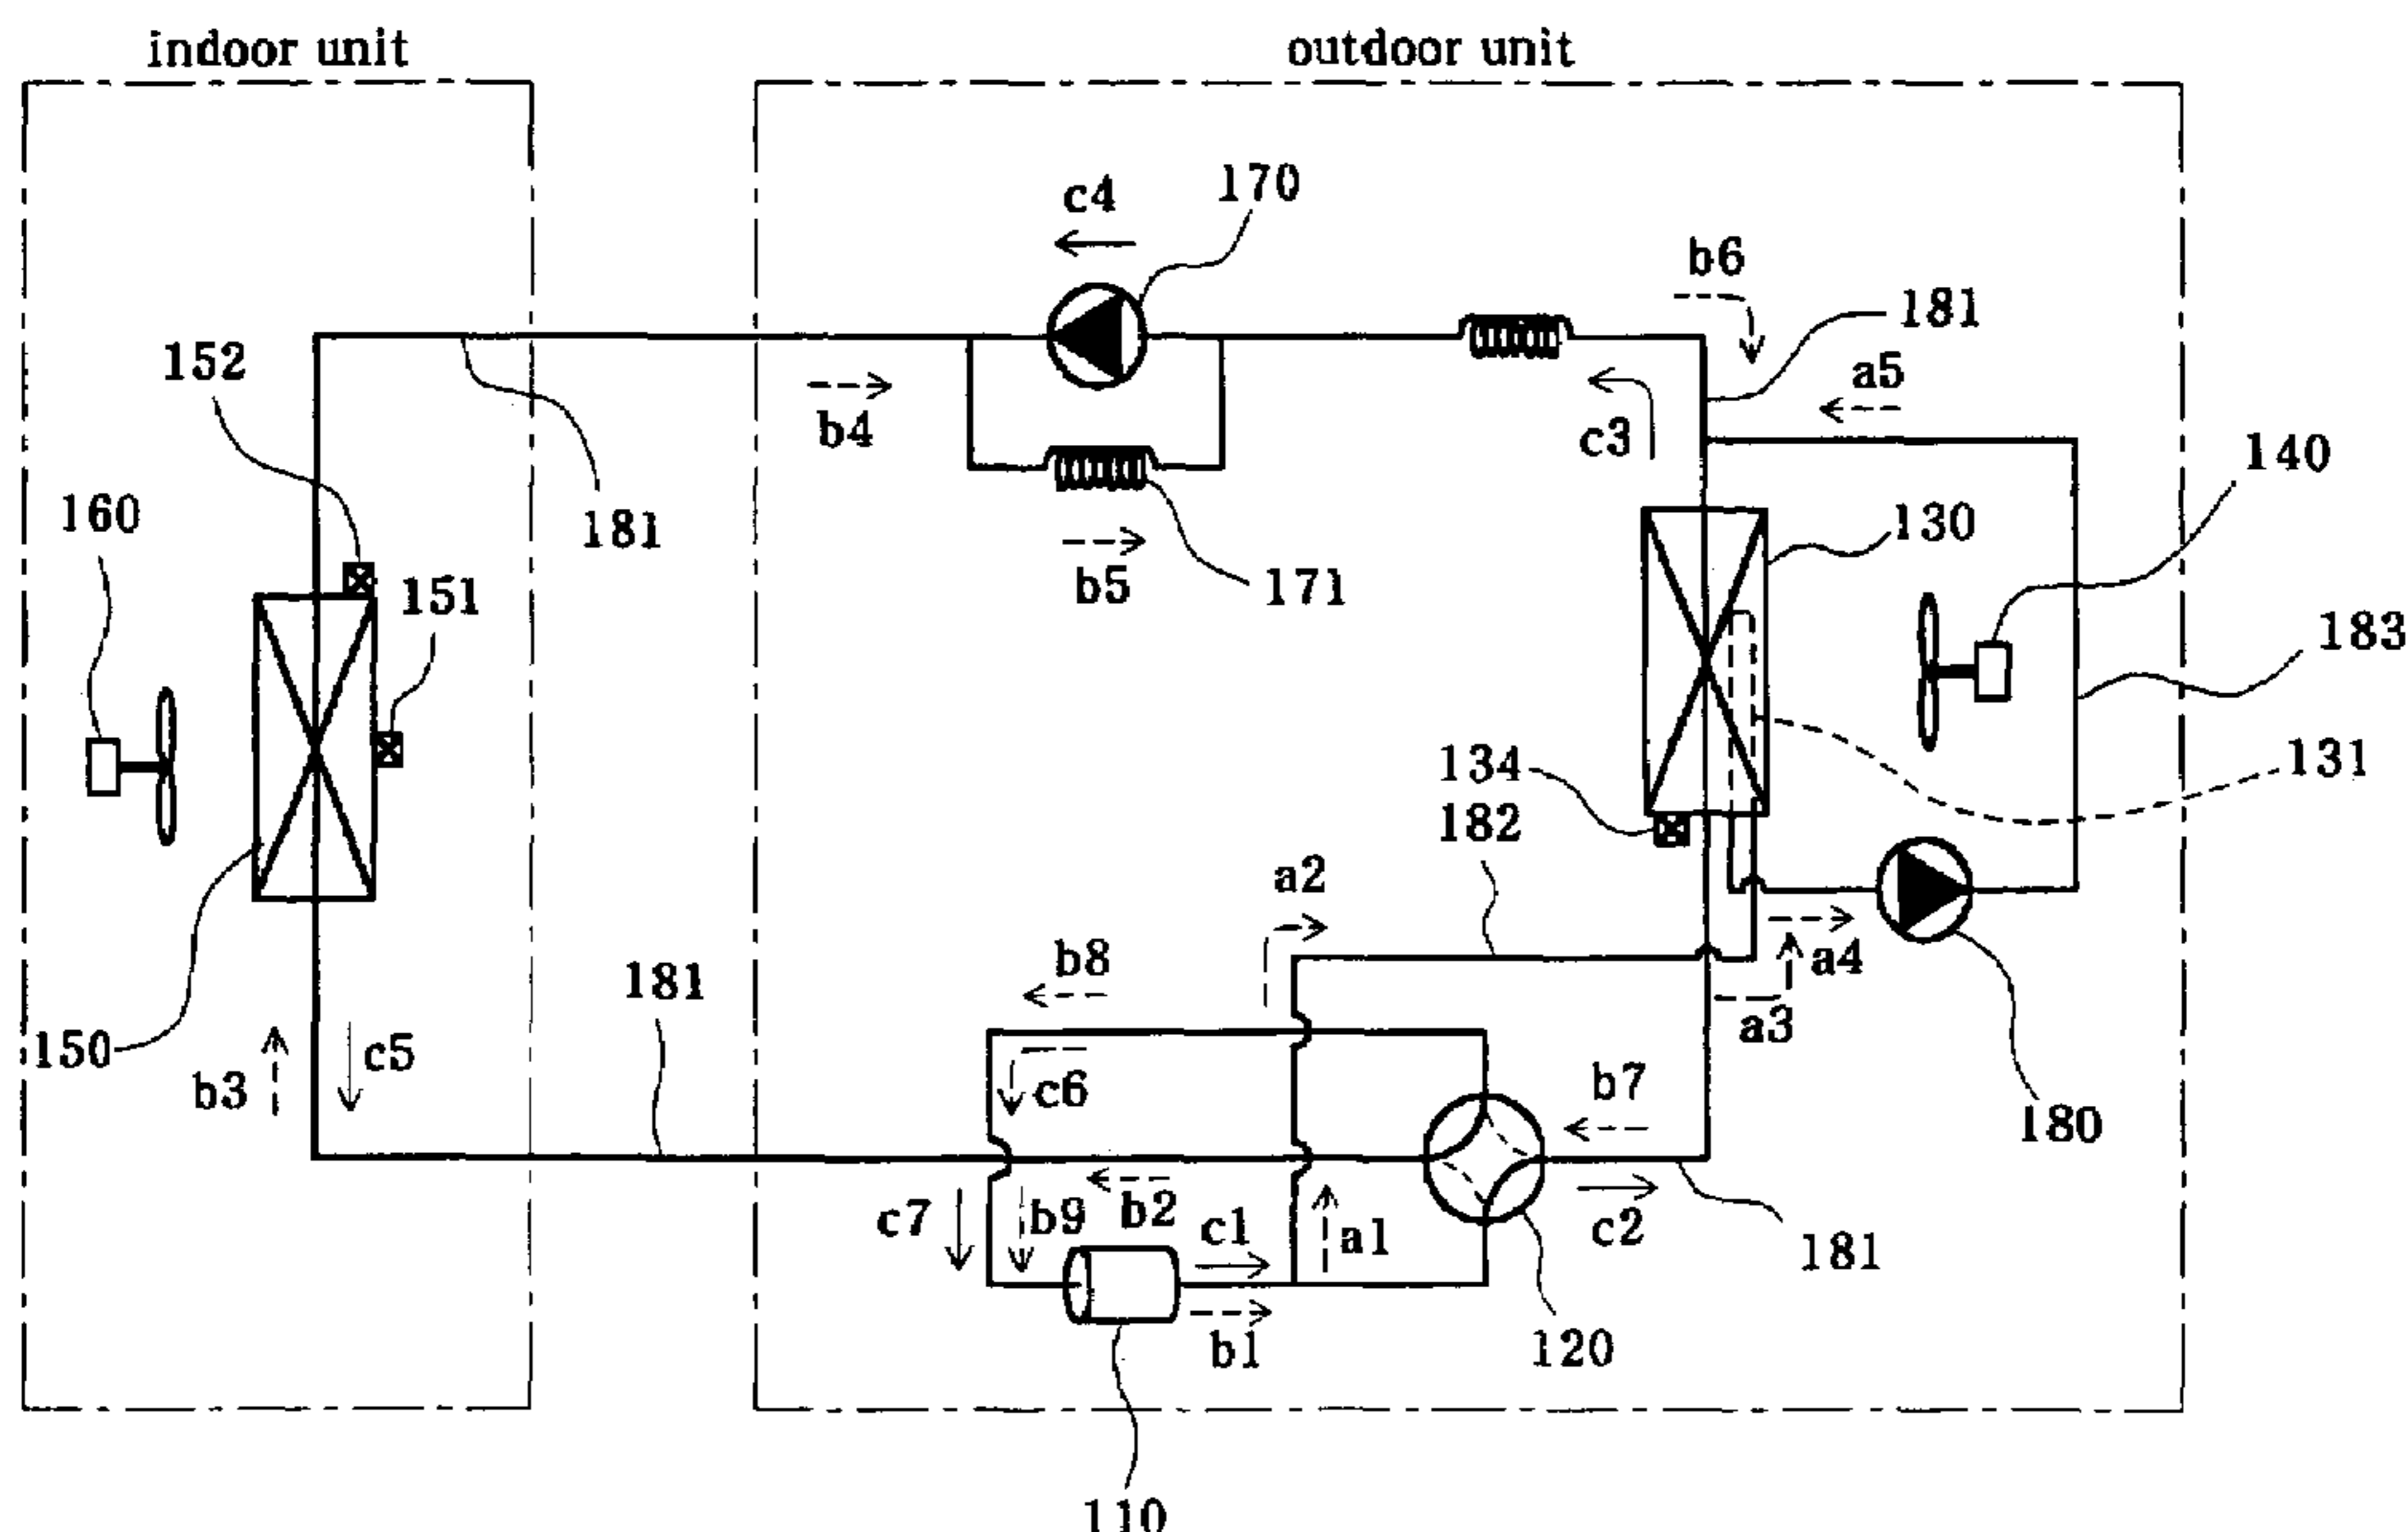 indoor unit
outdoor unit
170
c4
b6
181
152
a5
c3
b4
140
160
181
130
151
b5
171
183
134
131
182
a2
b8
181
a4
a3
150
c5
c6
b7
b3
180
c7
b9
b2
c1
a1
c2
181
b1
120
110